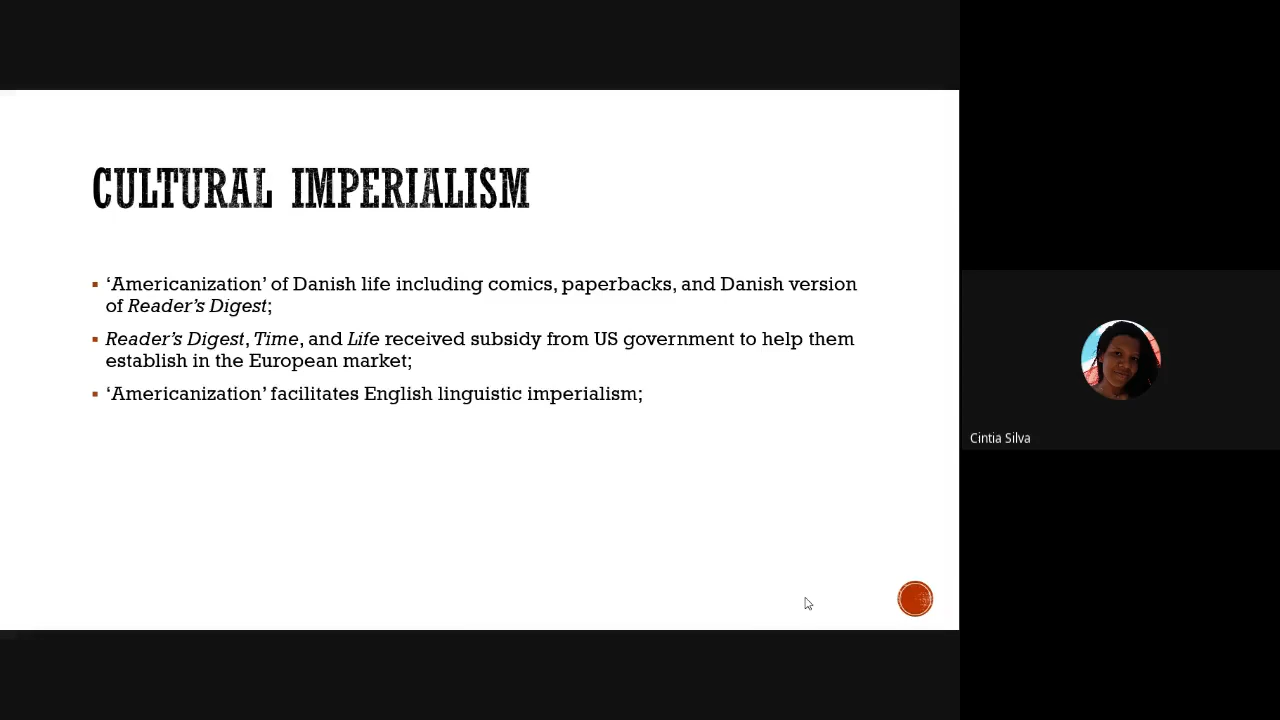 CULTURAL IMPERIALISM
‘Americanization’ of Danish life including comics, paperbacks, and Danish version
of Reader’s Digest;
Reader’s Digest, Time, and Life received subsidy from US government to help them
establish in the European market;
‘Americanization’ facilitates English linguistic imperialism;
Cintia Silva